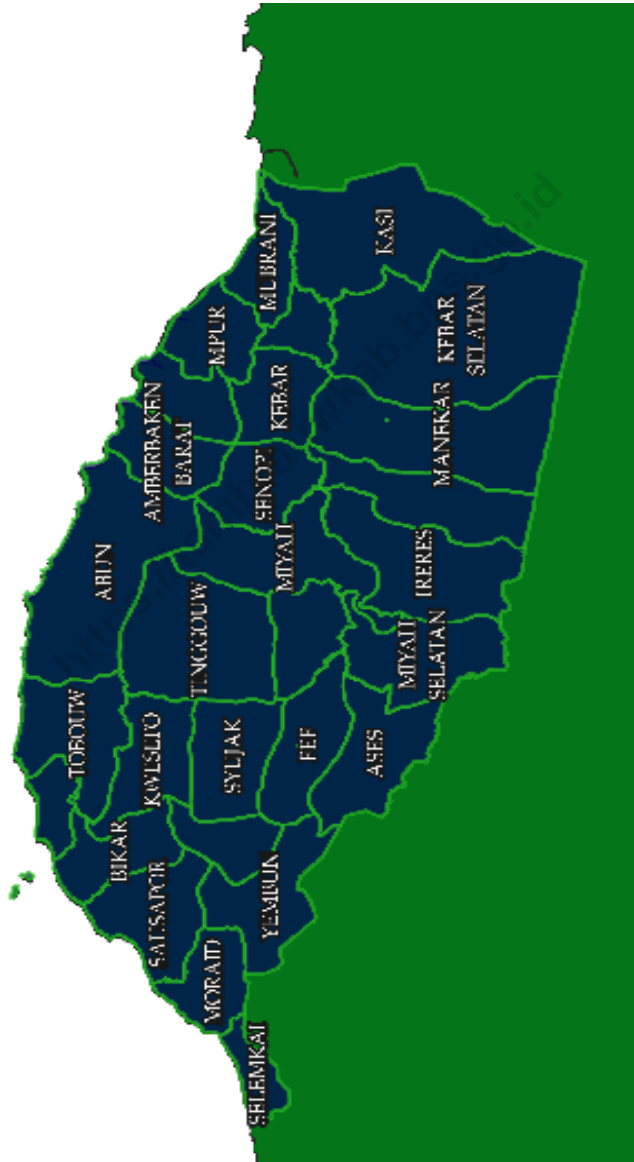 SELEMKAI
MORAID
SAUSAPOR
BIKAR
YEMBUN
KWESEFO
TOBOUW
SYUJAK
FEF
ASES
TINGGOUW
ABUN
MIYAH
MIYAH
SELATAN
IRERES
AMBERBAKEN
BARAT
SENOPI
KEBAR
MANEKAR
KEBAR
SELATAN
MPUR
MUBRANI
KASI